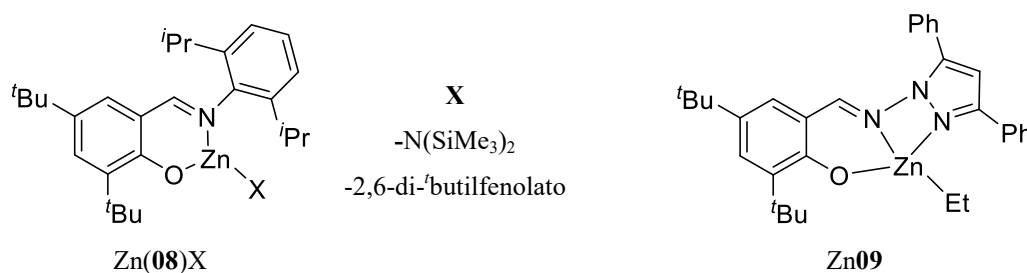 ⁱPr
ᵗBu
N
ⁱPr
Zn
O
X
ᵗBu
Zn(08)X
X
-N(SiMe₃)₂
-2,6-di-ᵗbutilfenolato
Ph
ᵗBu
N
N
N
Ph
O
Zn
Et
ᵗBu
Zn09